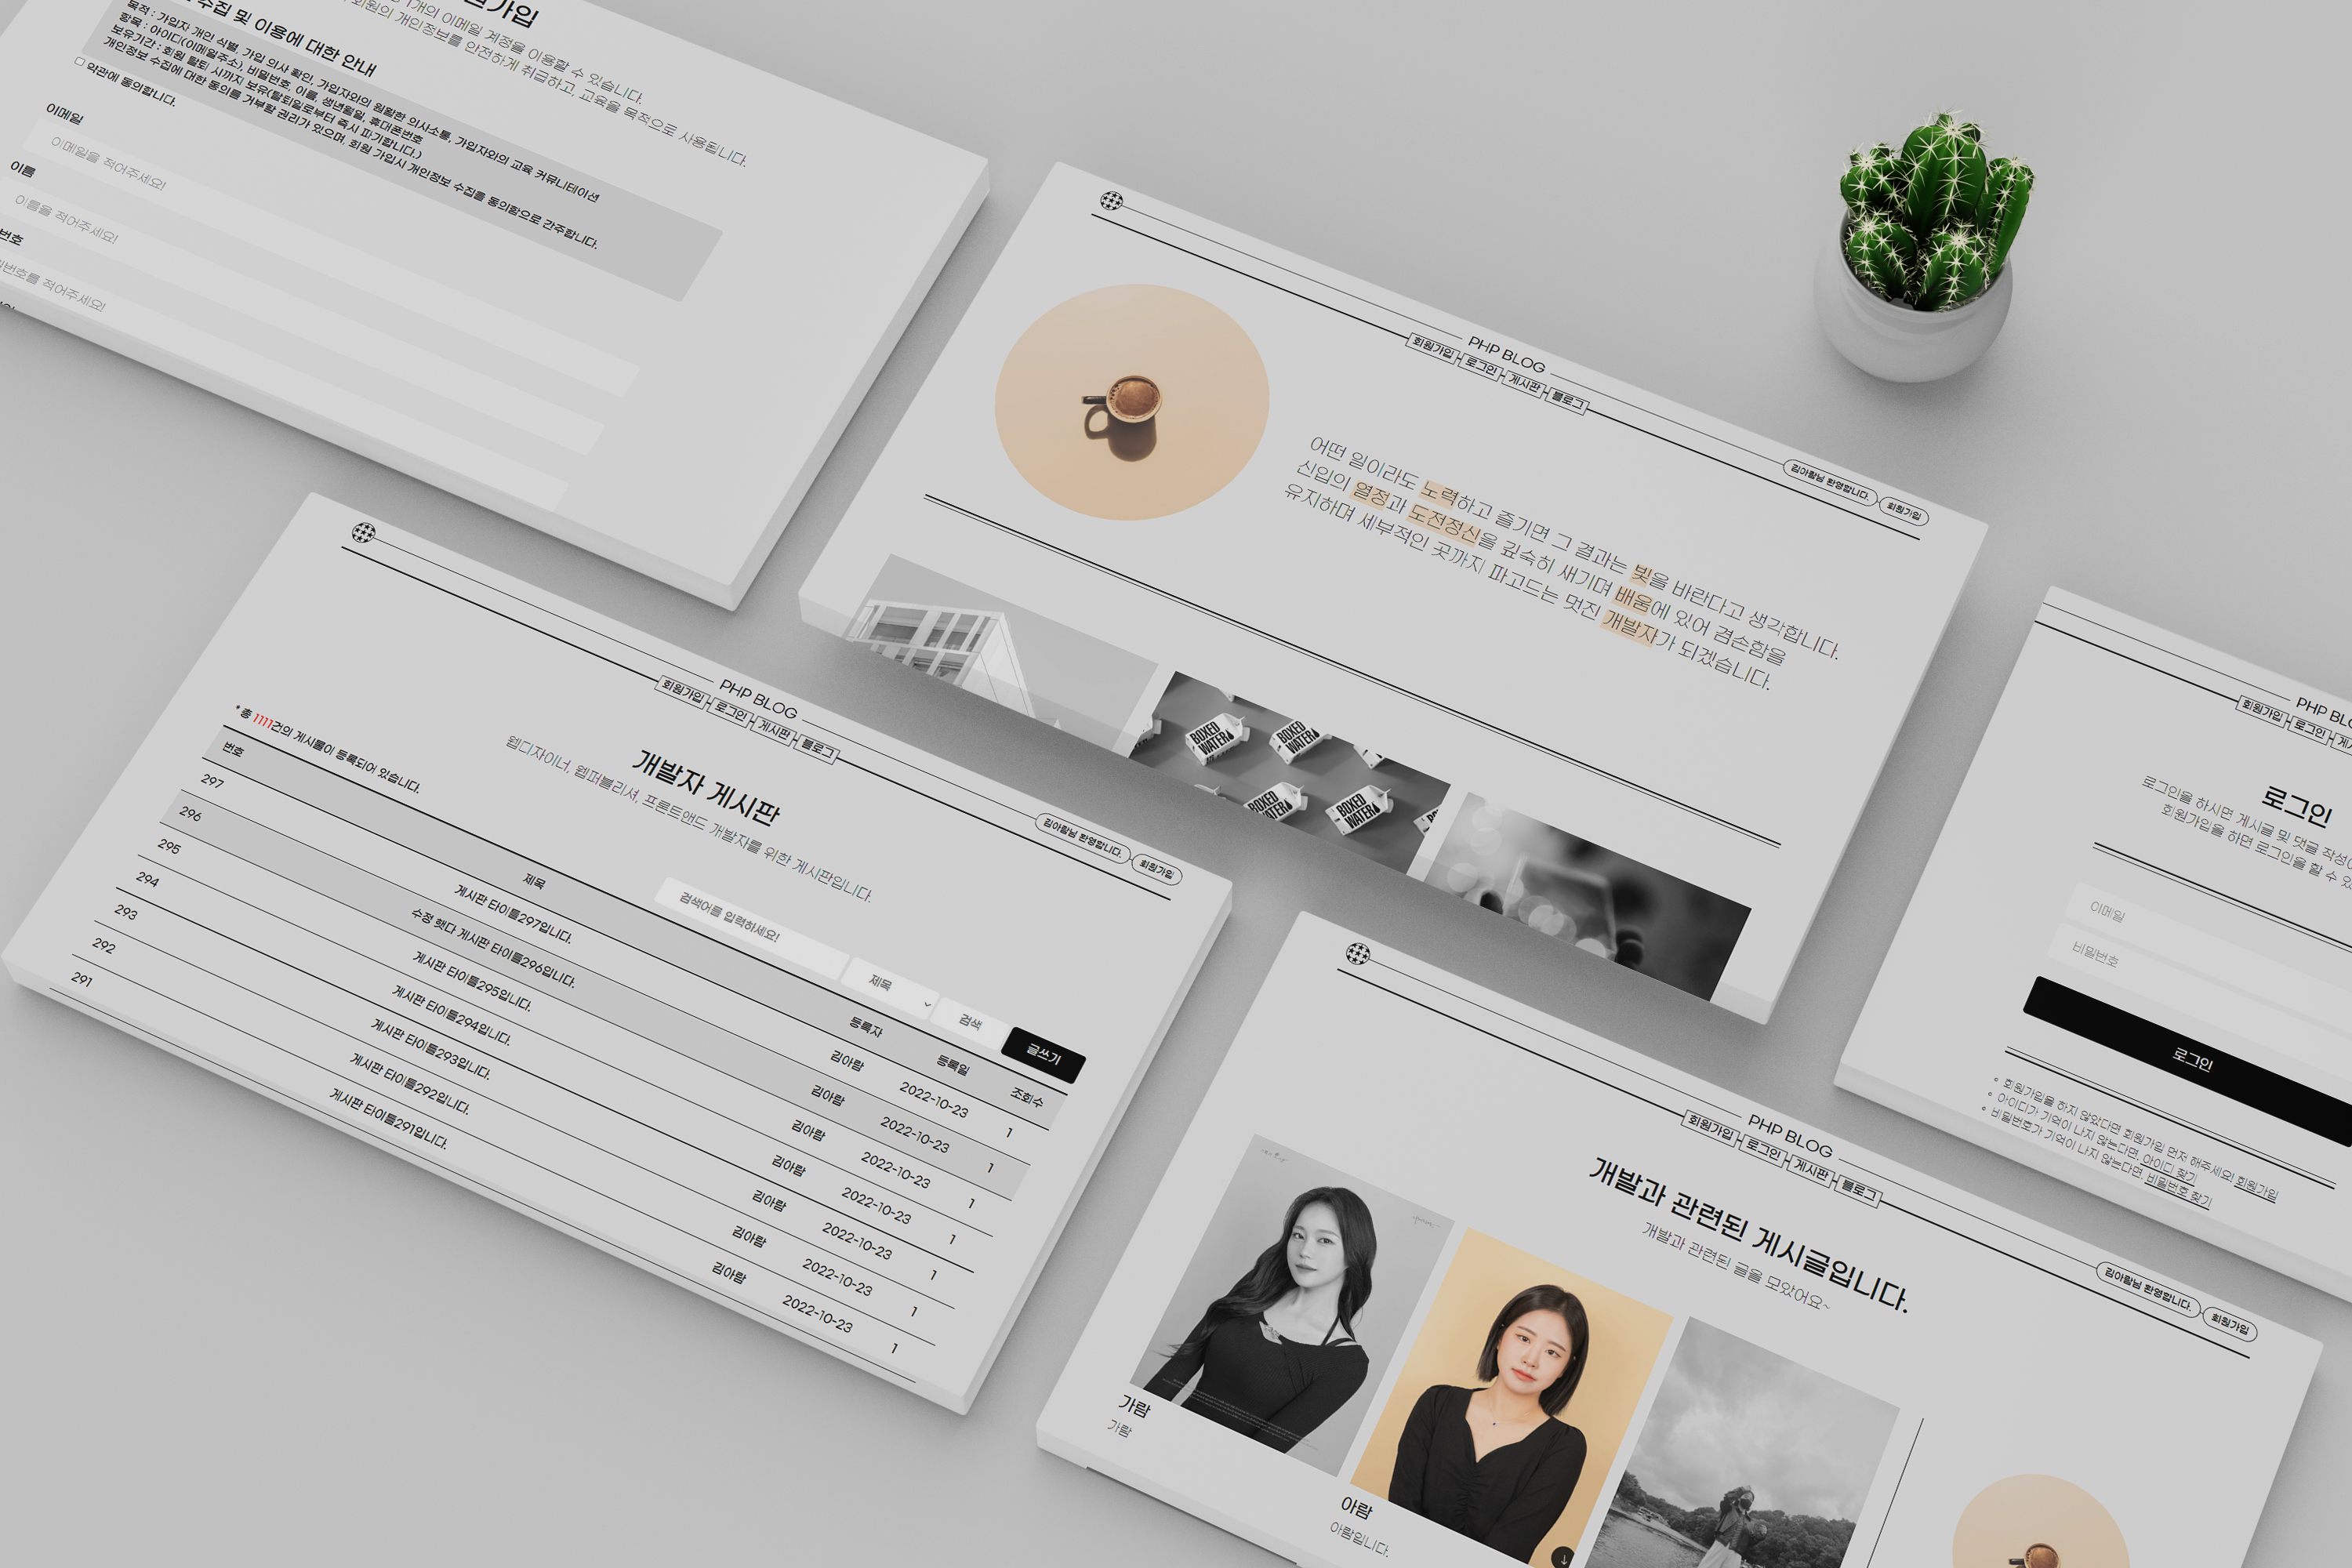 원가입
1개의 이메일 계정을 이용할 수 있습니다.
회원의 개인정보를 안전하게 취급하고, 교육을 목적으로 사용됩니다.
수집 및 이용에 대한 안내
목적 : 가입자 개인 식별, 가입 의사 확인, 가입자와의 원활한 의사소통, 가입자와의 교육 커뮤니테이션
항목 : 아이디(이메일주소), 비밀번호, 이름, 생년월일, 휴대폰번호
보유기간 : 회원 탈퇴 시까지 보유(탈퇴일로부터 즉시 파기합니다.)
개인정보 수집에 대한 동의를 거부할 권리가 있으며, 회원 가입시 개인정보 수집을 동의함으로 간주합니다.
약관에 동의합니다.
이메일
이메일을 적어주세요!
이름
이름을 적어주세요!
번호
번호를 적어주세요!
PHP BLOG
회원가입 로그인 게시판 블로그
김아람님 환영합니다. 회원가입
어떤 일이라도 노력하고 즐기면 그 결과는 빛을 바란다고 생각합니다.
신입의 열정과 도전정신을 깊숙히 새기며 배움에 있어 겸손함을
유지하며 세부적인 곳까지 파고드는 멋진 개발자가 되겠습니다.
BOXED WATER
BOXED WATER
BOXED WATER
BOXED WATER
PHP BLOG
회원가입 로그인 게시판 블로그
김아람님 환영합니다. 회원가입
개발자 게시판
웹디자이너, 웹퍼블리셔, 프론트앤드 개발자를 위한 게시판입니다.
* 총 1111건의 게시물이 등록되어 있습니다.
검색어를 입력하세요! 제목 검색 글쓰기
번호 제목 등록자 등록일 조회수
297 게시판 타이틀297입니다. 김아람 2022-10-23 1
296 수정 햇다 게시판 타이틀296입니다. 김아람 2022-10-23 1
295 게시판 타이틀295입니다. 김아람 2022-10-23 1
294 게시판 타이틀294입니다. 김아람 2022-10-23 1
293 게시판 타이틀293입니다. 김아람 2022-10-23 1
292 게시판 타이틀292입니다. 김아람 2022-10-23 1
291 게시판 타이틀291입니다. 김아람 2022-10-23 1
PHP BLO
회원가입 로그인 게시
로그인
로그인을 하시면 게시글 및 댓글 작성
회원가입을 하면 로그인을 할 수 있
이메일
비밀번호
로그인
회원가입을 하지 않았다면 회원가입 먼저 해주세요! 회원가입
아이디가 기억이 나지 않는다면, 아이디 찾기
비밀번호가 기억이 나지 않는다면, 비밀번호 찾기
PHP BLOG
회원가입 로그인 게시판 블로그
김아람님 환영합니다. 회원가입
개발과 관련된 게시글입니다.
개발과 관련된 글을 모았어요~
가람
가람
아람
아람입니다.